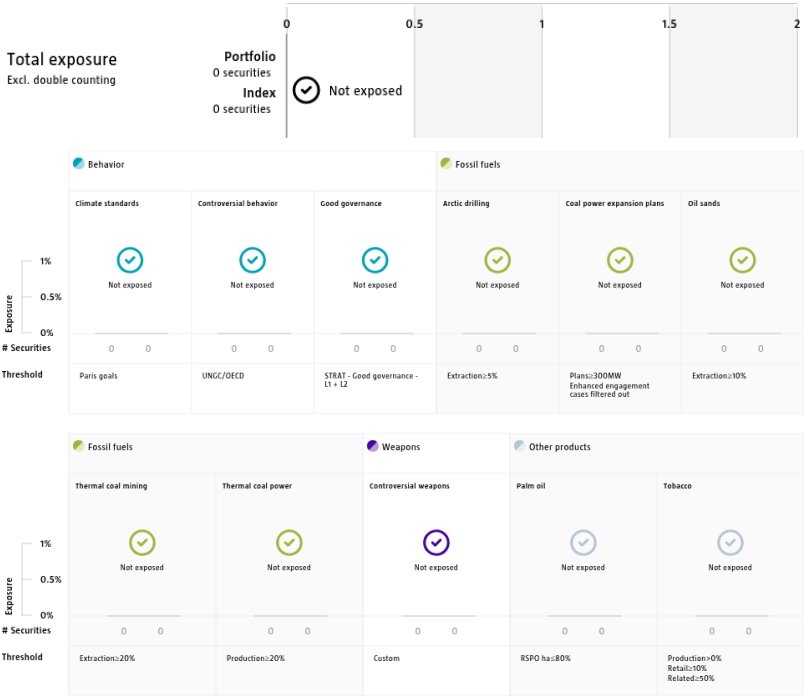 0 0.5 1 1.5 2
Total exposure
Excl. double counting
Portfolio
0 securities
Index
0 securities
Not exposed
Behavior Fossil fuels
Climate standards Controversial behavior Good governance Arctic drilling Coal power expansion plans Oil sands
Exposure
1%
0.5%
0%
Not exposed Not exposed Not exposed Not exposed Not exposed Not exposed
# Securities 0 0 0 0 0 0 0 0 0 0 0 0
Threshold Paris goals UNGC/OECD STRAT - Good governance - Extraction≥5% Plans≥300MW Extraction≥10%
L1 + L2 Enhanced engagement
cases filtered out
Fossil fuels Weapons Other products
Thermal coal mining Thermal coal power Controversial weapons Palm oil Tobacco
Exposure
1%
0.5%
0%
Not exposed Not exposed Not exposed Not exposed Not exposed
# Securities 0 0 0 0 0 0 0 0 0 0
Threshold Extraction≥20% Production≥20% Custom RSPO ha≤80% Production>0%
Retail≥10%
Related≥50%